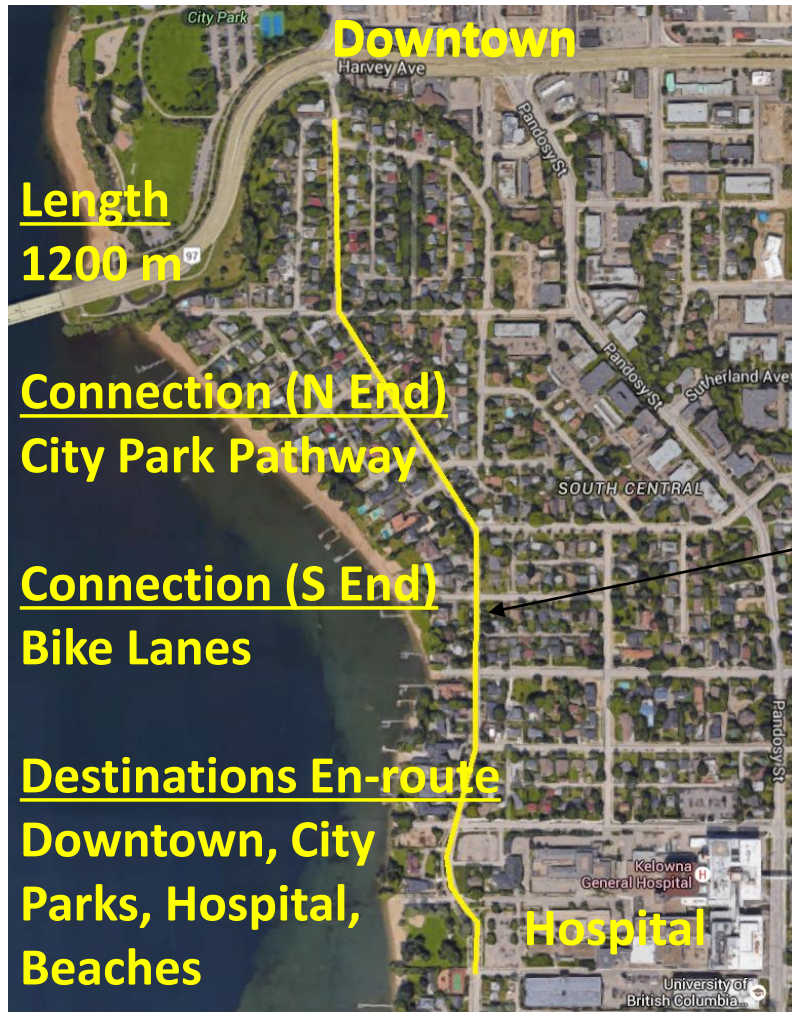 City Park
Downtown
Harvey Ave
Pandosy St
Length
1200 m
97
Pandosy St
Sutherland Ave
Connection (N End)
City Park Pathway
SOUTH CENTRAL
Connection (S End)
Bike Lanes
Pandosy St
Destinations En-route
Downtown, City
Parks, Hospital,
Beaches
Kelowna
General Hospital
H
Hospital
University of
British Columbia...